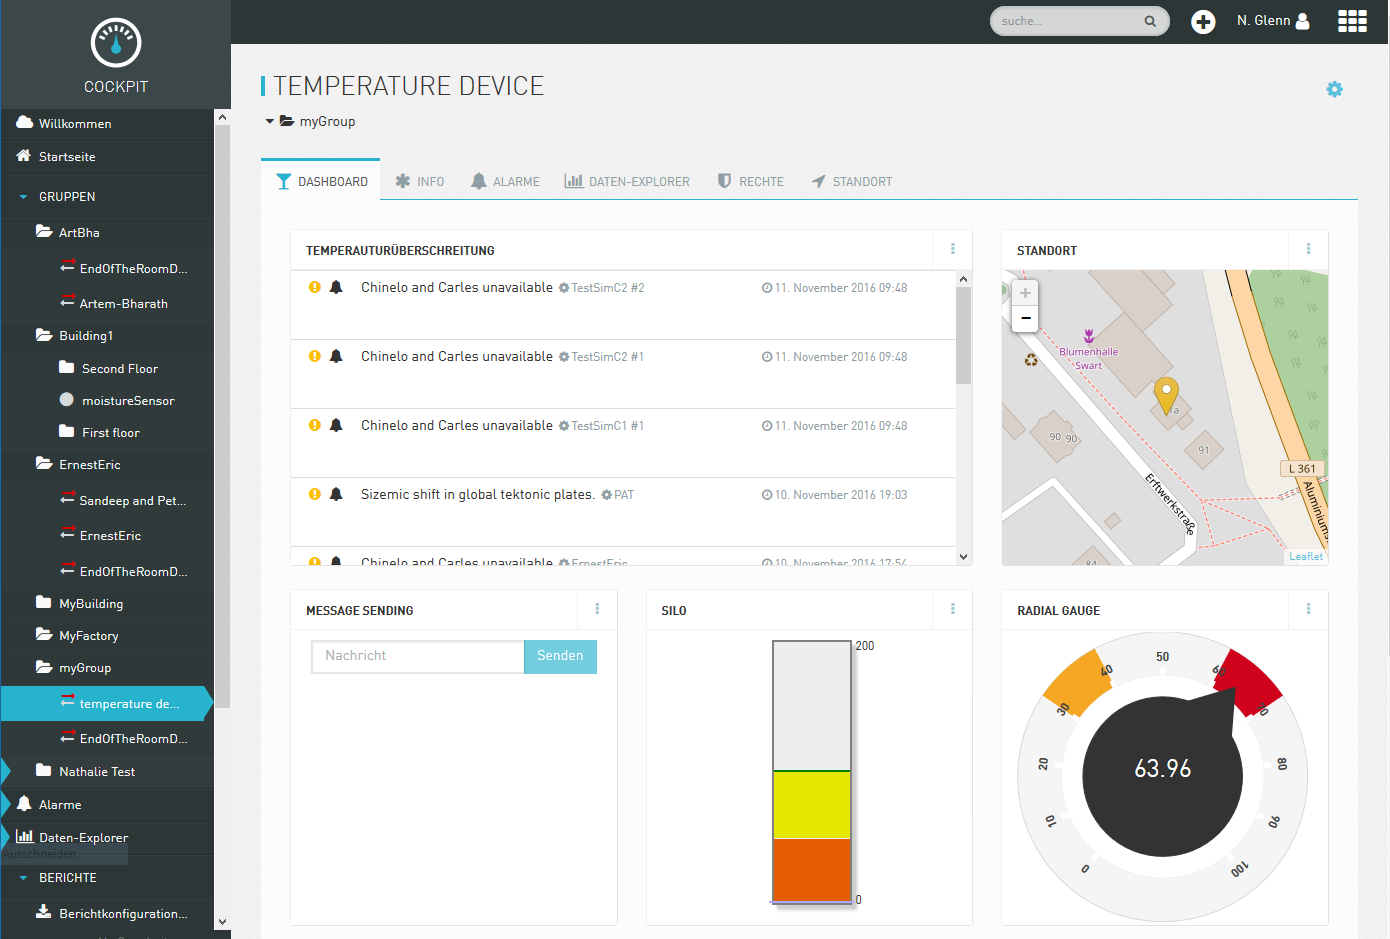 suche...
N. Glenn
COCKPIT
Willkommen
Startseite
GRUPPEN
ArtBha
EndOfTheRoomD...
Artem-Bharath
Building1
Second Floor
moistureSensor
First floor
ErnestEric
Sandeep and Pet...
ErnestEric
EndOfTheRoomD...
MyBuilding
MyFactory
myGroup
temperature de...
EndOfTheRoomD...
Nathalie Test
Alarme
Daten-Explorer
Ausschneiden
BERICHTE
Berichtkonfiguration...
TEMPERATURE DEVICE
myGroup
DASHBOARD INFO ALARME DATEN-EXPLORER RECHTE STANDORT
TEMPERAUTURÜBERSCHREITUNG
Chinelo and Carles unavailable TestSimC2 #2 11. November 2016 09:48
Chinelo and Carles unavailable TestSimC2 #1 11. November 2016 09:48
Chinelo and Carles unavailable TestSimC1 #1 11. November 2016 09:48
Sizemic shift in global tektonic plates. PAT 10. November 2016 19:03
Chinelo and Carles unavailable ErnestEric 10. November 2016 17:54
STANDORT
+
−
Blumenhalle
Swart
90 90
91
L 361
Erftwerkstraße
84
Leaflet
MESSAGE SENDING
Nachricht
Senden
SILO
200
0
RADIAL GAUGE
0
10
20
30
40
50
60
80
90
100
63.96